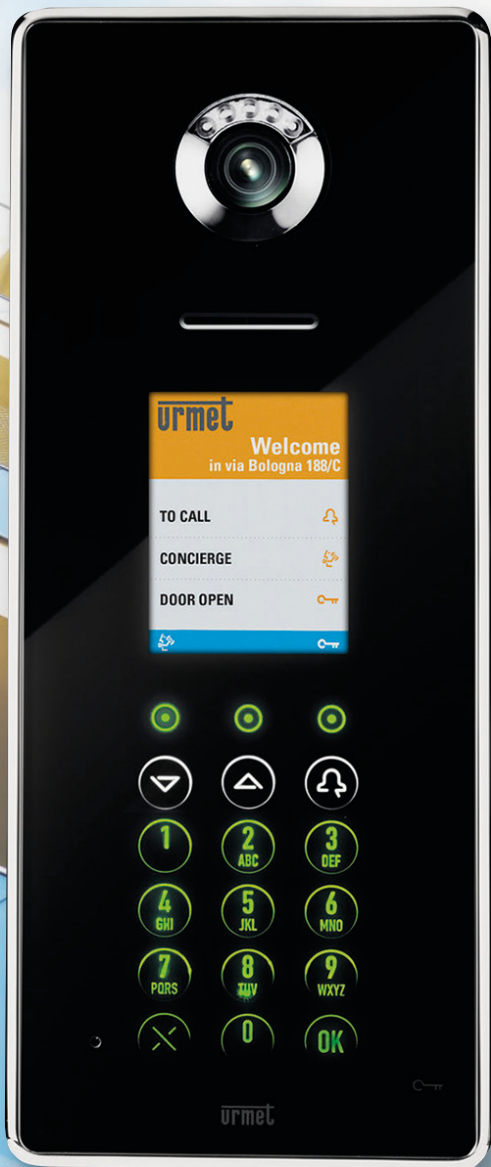 urmet
Welcome
in via Bologna 188/C
TO CALL
CONCIERGE
DOOR OPEN
1 2 3
ABC DEF
4 5 6
GHI JKL MNO
7 8 9
PQRS TUV WXYZ
0 OK
urmet